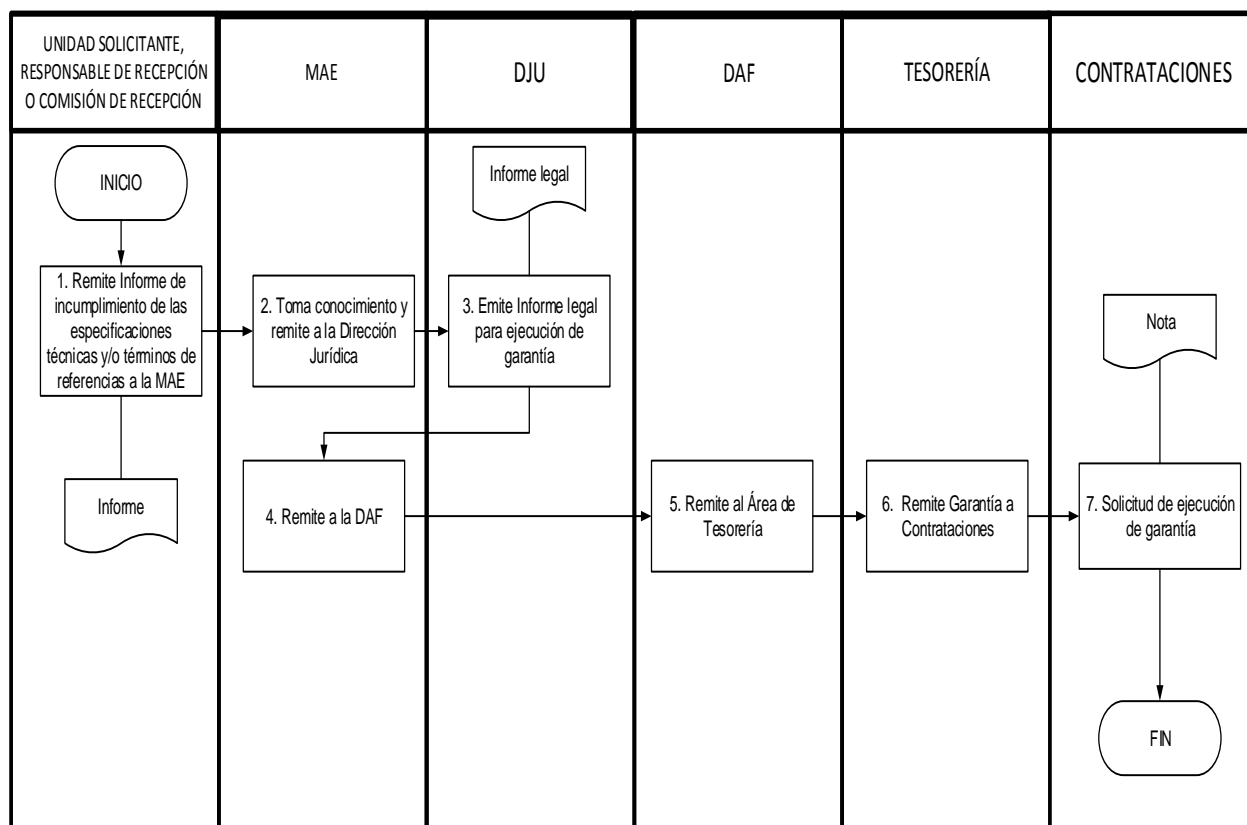 UNIDAD SOLICITANTE,
RESPONSABLE DE RECEPCIÓN
O COMISIÓN DE RECEPCIÓN
MAE
DJU
DAF
TESORERÍA
CONTRATACIONES
INICIO
Informe legal
1. Remite Informe de
incumplimiento de las
especificaciones
técnicas y/o términos de
referencias a la MAE
2. Toma conocimiento y
remite a la Dirección
Jurídica
3. Emite Informe legal
para ejecución de
garantía
Nota
Informe
4. Remite a la DAF
5. Remite al Área de
Tesorería
6. Remite Garantía a
Contrataciones
7. Solicitud de ejecución
de garantía
FIN